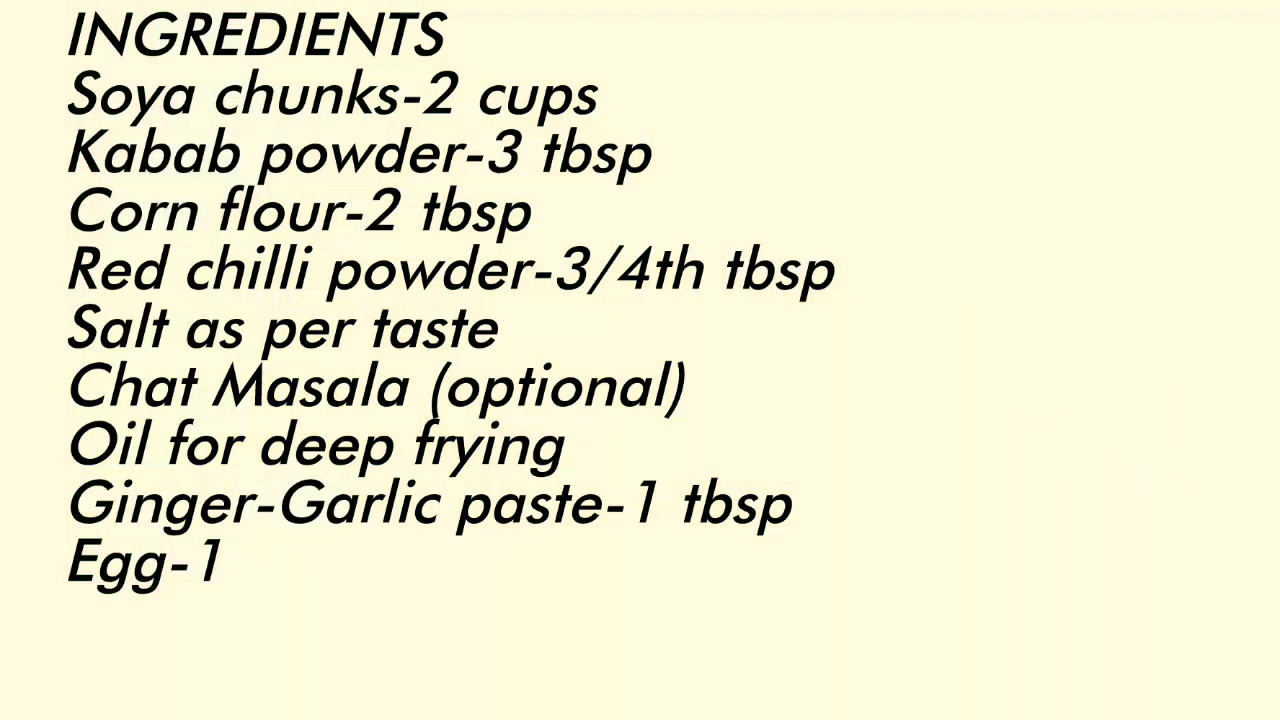 INGREDIENTS
Soya chunks-2 cups
Kabab powder-3 tbsp
Corn flour-2 tbsp
Red chilli powder-3/4th tbsp
Salt as per taste
Chat Masala (optional)
Oil for deep frying
Ginger-Garlic paste-1 tbsp
Egg-1